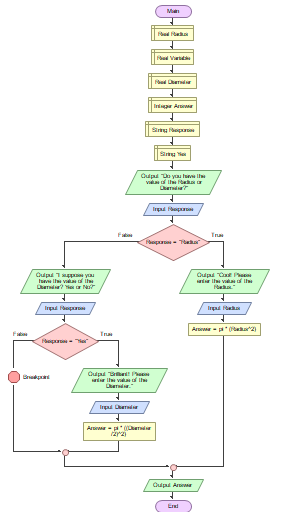 Main
Real Radius
Real Variable
Real Diameter
Integer Answer
String Response
String Yes
Output "Do you have the
value of the Radius or
Diameter?"
Input Response
False
Response = "Radius"
True
Output "I suppose you
have the value of the
Diameter? Yes or No?"
Output "Cool! Please
enter the value of the
Radius."
Input Response
Input Radius
False
Response = "Yes"
True
Answer = pi * (Radius^2)
Breakpoint
Output "Brilliant! Please
enter the value of the
Diameter."
Input Diameter
Answer = pi * ((Diameter
/2)^2)
Output Answer
End